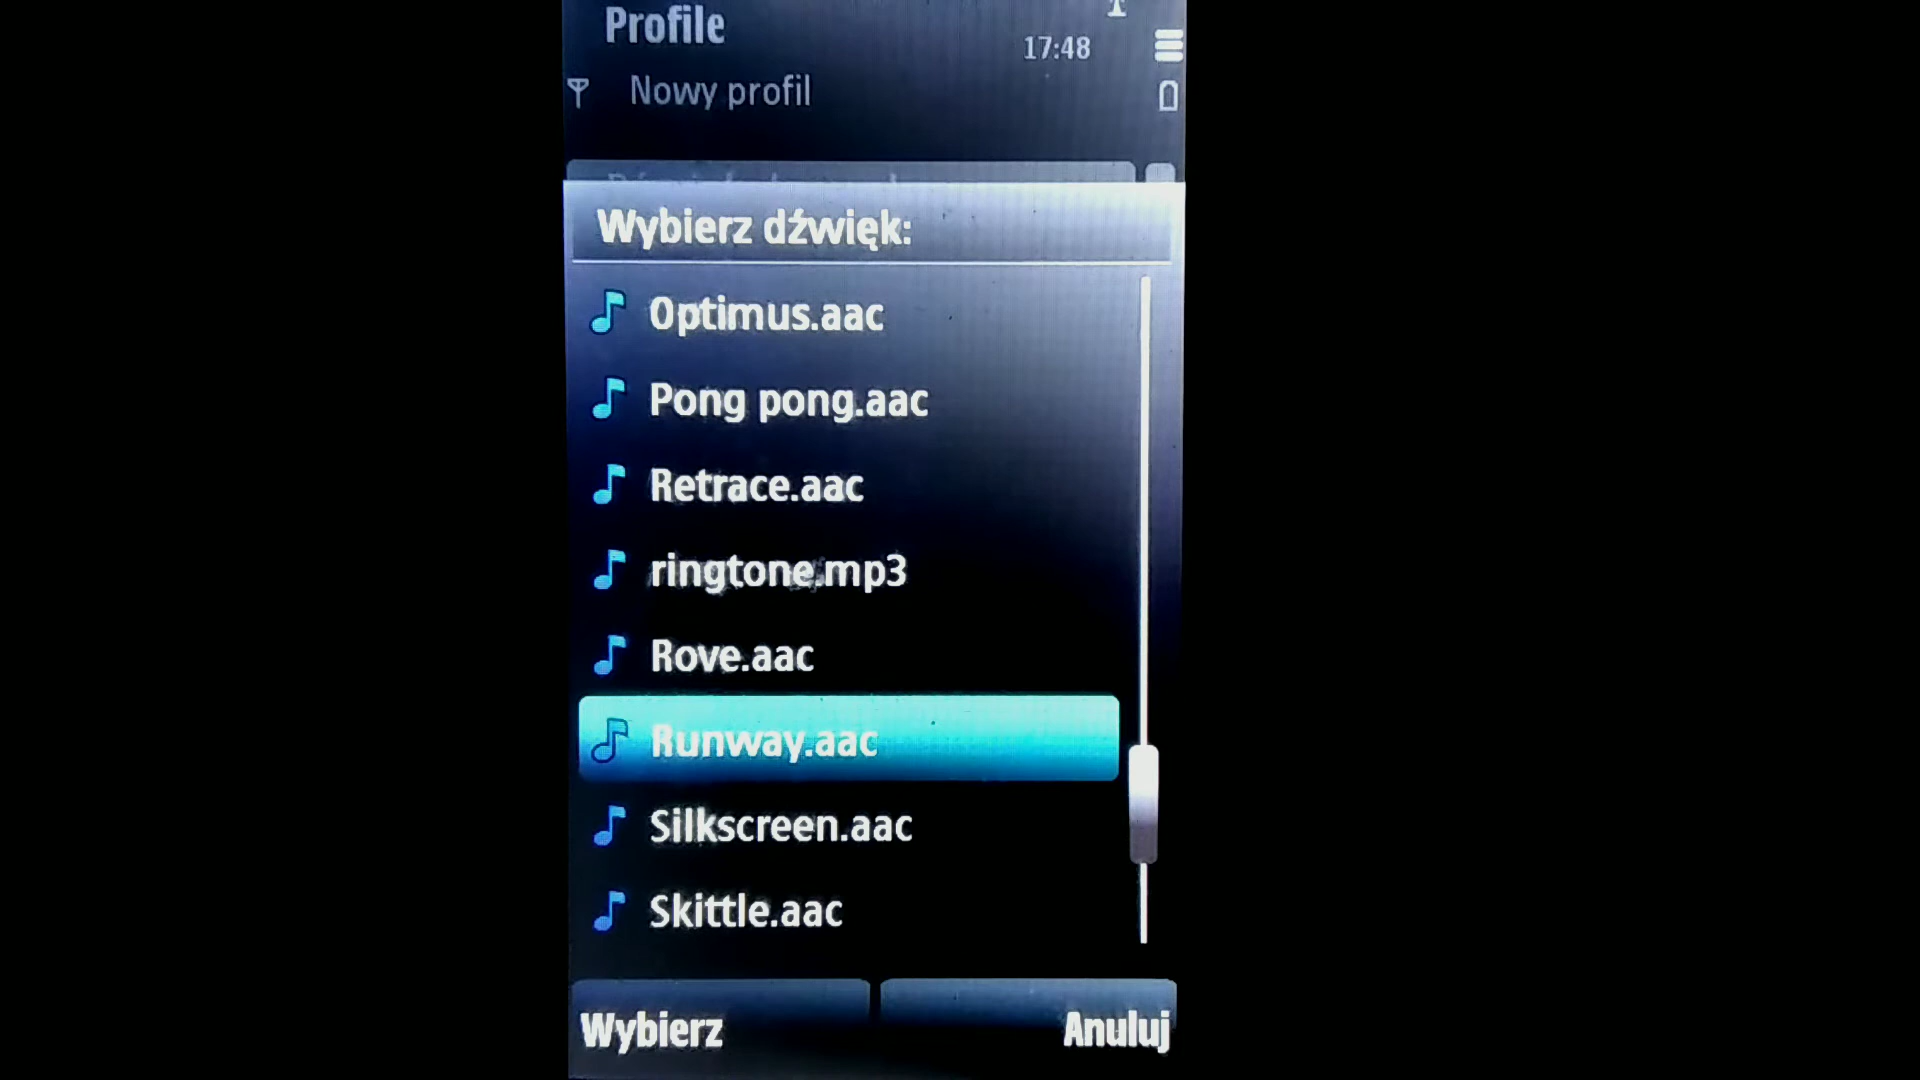 Profile
17:48
Nowy profil
Wybierz dźwięk:
Optimus.aac
Pong pong.aac
Retrace.aac
ringtone.mp3
Rove.aac
Runway.aac
Silkscreen.aac
Skittle.aac
Wybierz
Anuluj